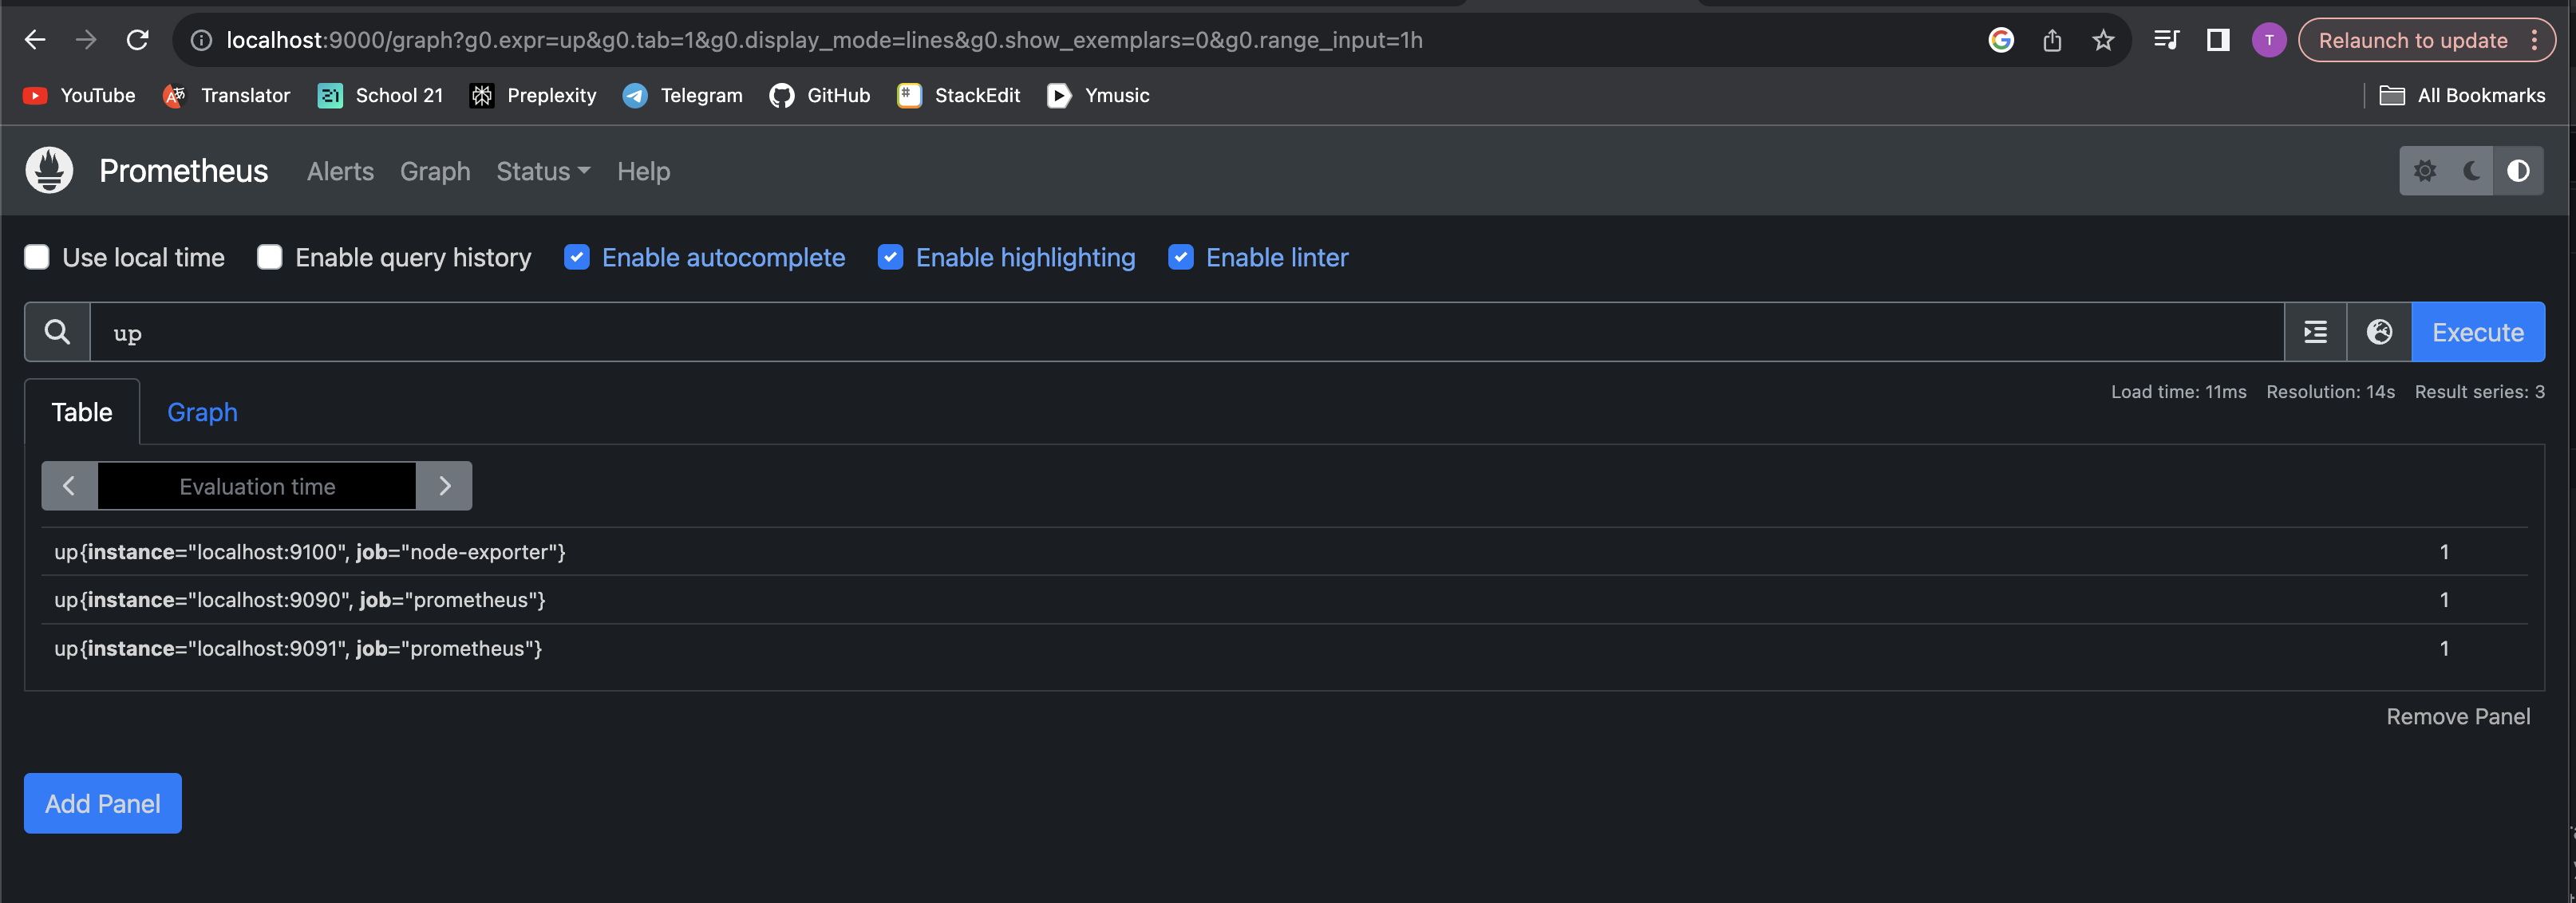 localhost:9000/graph?g0.expr=up&g0.tab=1&g0.display_mode=lines&g0.show_exemplars=0&g0.range_input=1h
T
Relaunch to update
YouTube Translator School 21 Preplexity Telegram GitHub StackEdit Ymusic All Bookmarks
Prometheus Alerts Graph Status Help
Use local time Enable query history Enable autocomplete Enable highlighting Enable linter
up
Execute
Table Graph
Load time: 11ms Resolution: 14s Result series: 3
Evaluation time
up{instance="localhost:9100", job="node-exporter"} 1
up{instance="localhost:9090", job="prometheus"} 1
up{instance="localhost:9091", job="prometheus"} 1
Remove Panel
Add Panel